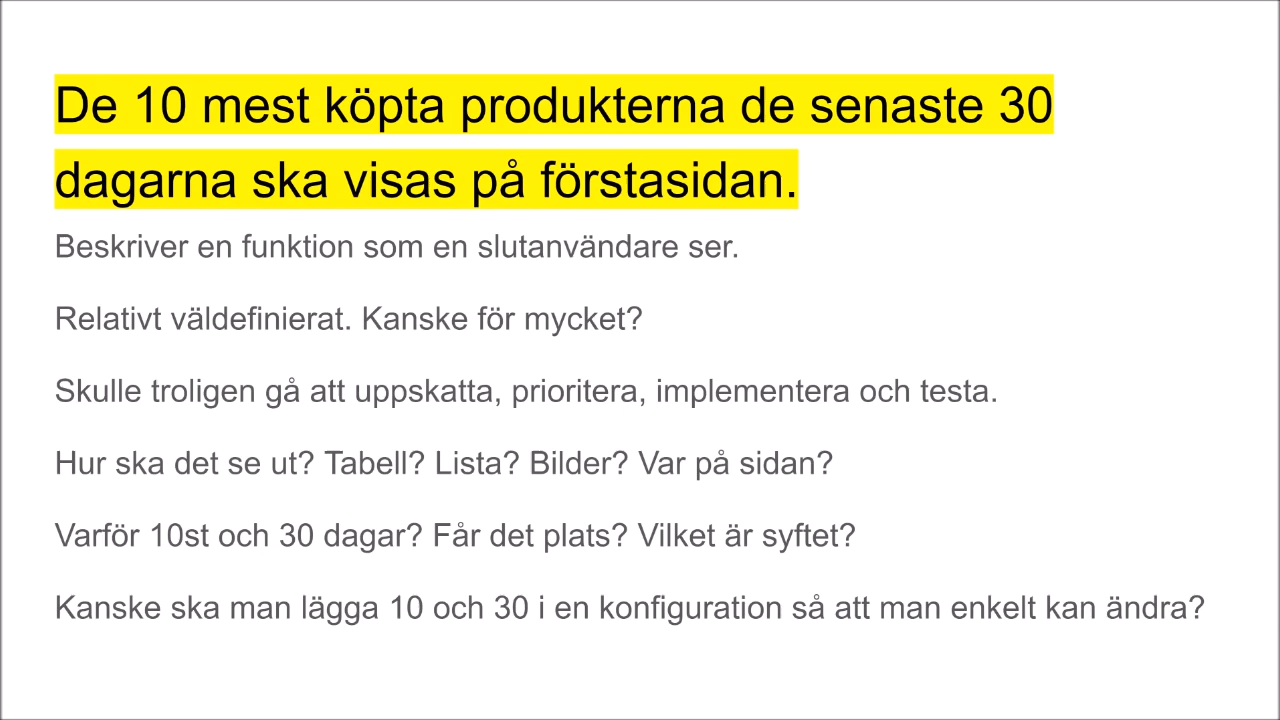 De 10 mest köpta produkterna de senaste 30
dagarna ska visas på förstasidan.
Beskriver en funktion som en slutanvändare ser.
Relativt väldefinierat. Kanske för mycket?
Skulle troligen gå att uppskatta, prioritera, implementera och testa.
Hur ska det se ut? Tabell? Lista? Bilder? Var på sidan?
Varför 10st och 30 dagar? Får det plats? Vilket är syftet?
Kanske ska man lägga 10 och 30 i en konfiguration så att man enkelt kan ändra?